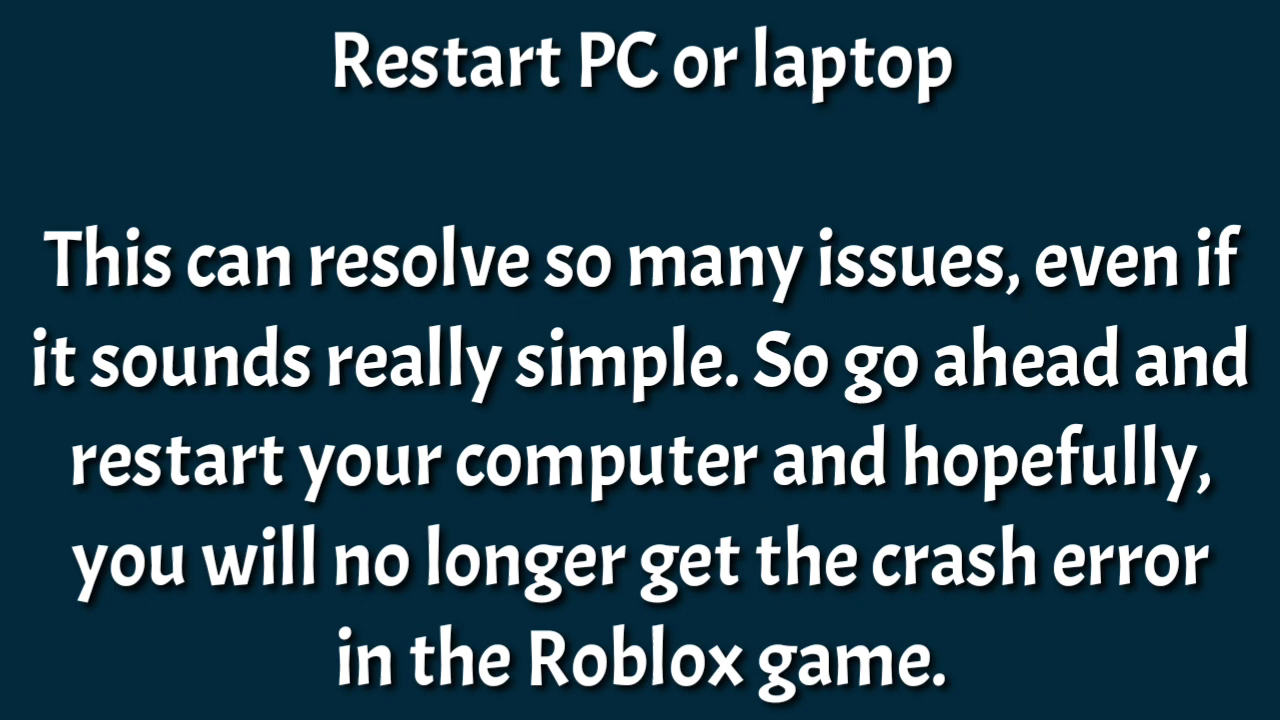 Restart PC or laptop
This can resolve so many issues, even if
it sounds really simple. So go ahead and
restart your computer and hopefully,
you will no longer get the crash error
in the Roblox game.